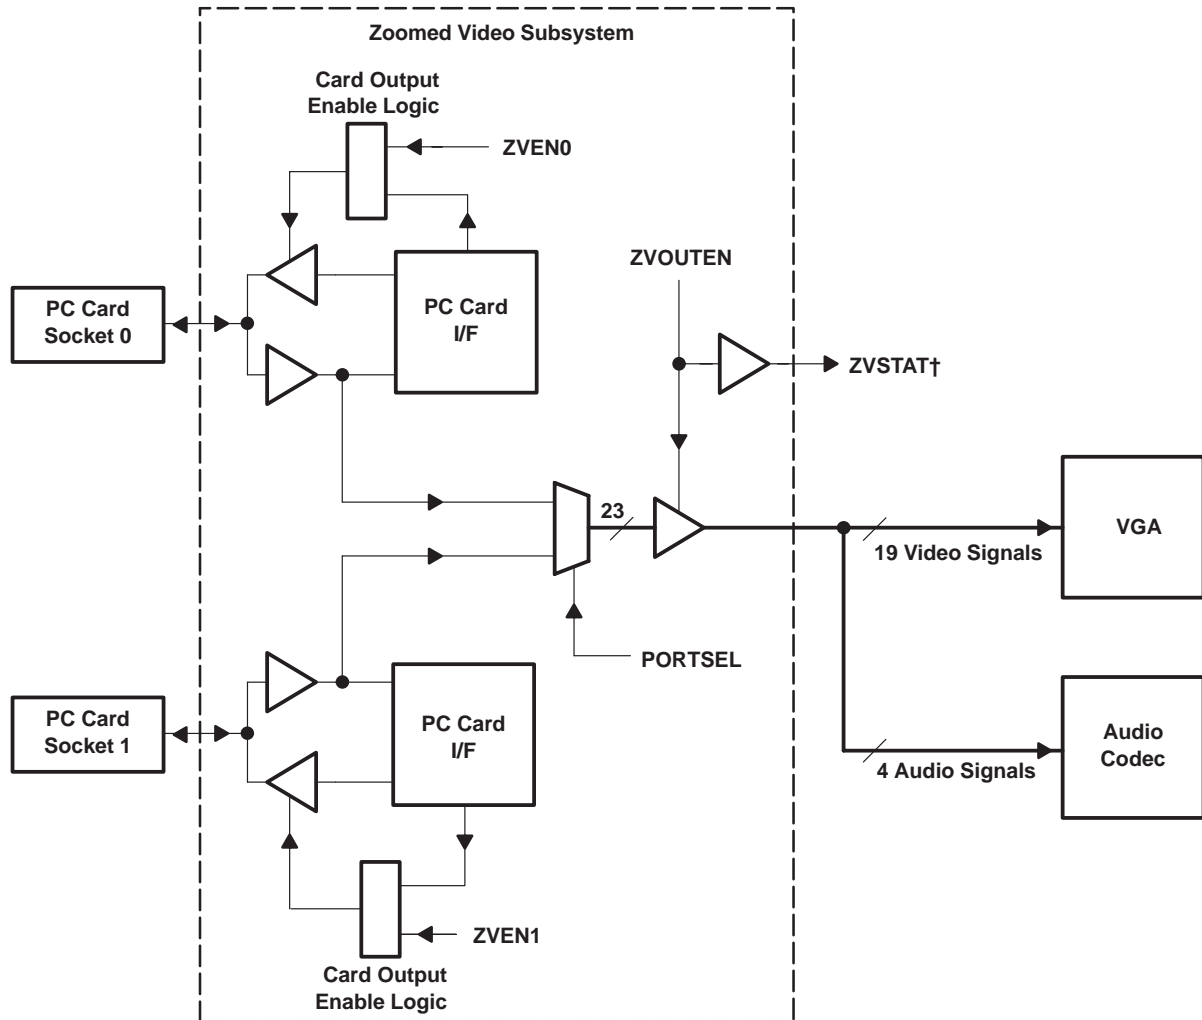 Zoomed Video Subsystem
Card Output
Enable Logic
ZVEN0
PC Card
Socket 0
PC Card
I/F
ZVOUTEN
ZVSTAT†
23
19 Video Signals
VGA
PORTSEL
PC Card
Socket 1
PC Card
I/F
4 Audio Signals
Audio
Codec
ZVEN1
Card Output
Enable Logic